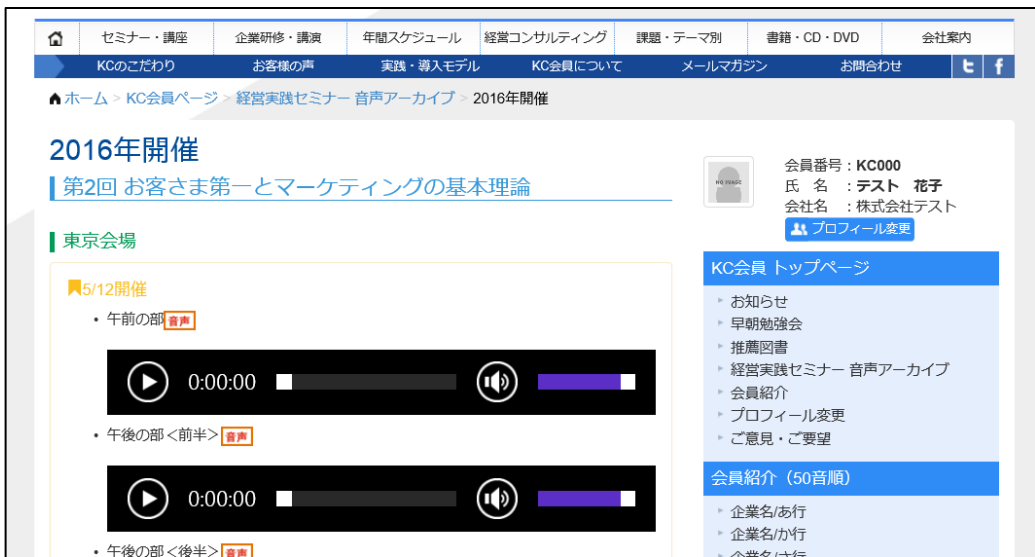 セミナー・講座 企業研修・講演 年間スケジュール 経営コンサルティング 課題・テーマ別 書籍・CD・DVD 会社案内
KCのこだわり お客様の声 実践・導入モデル KC会員について メールマガジン お問合わせ
ホーム > KC会員ページ > 経営実践セミナー 音声アーカイブ > 2016年開催
2016年開催
第2回 お客さま第一とマーケティングの基本理論
東京会場
5/12開催
・午前の部 音声
0:00:00
・午後の部<前半> 音声
0:00:00
・午後の部<後半> 音声
NO IMAGE
会員番号：KC000
氏 名 ：テスト 花子
会社名 ：株式会社テスト
プロフィール変更
KC会員 トップページ
お知らせ
早朝勉強会
推薦図書
経営実践セミナー 音声アーカイブ
会員紹介
プロフィール変更
ご意見・ご要望
会員紹介（50音順）
企業名/あ行
企業名/か行
企業名/さ行